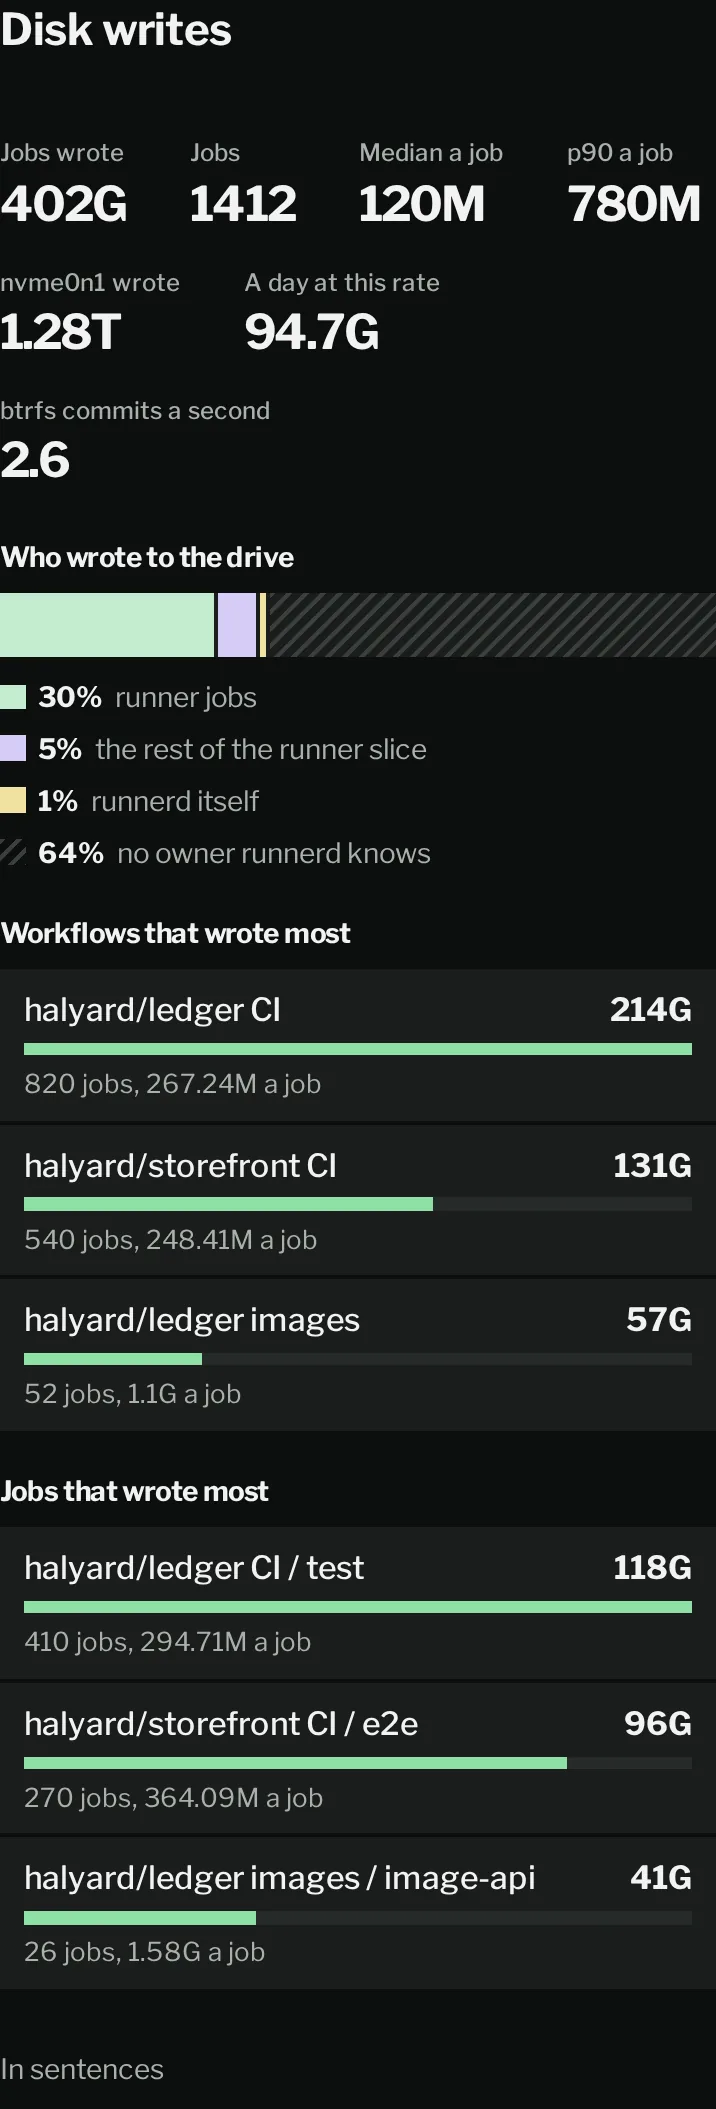 Disk writes
Jobs wrote Jobs Median a job p90 a job
402G 1412 120M 780M
nvme0n1 wrote A day at this rate
1.28T 94.7G
btrfs commits a second
2.6
Who wrote to the drive
30% runner jobs
5% the rest of the runner slice
1% runnerd itself
64% no owner runnerd knows
Workflows that wrote most
halyard/ledger CI 214G
820 jobs, 267.24M a job
halyard/storefront CI 131G
540 jobs, 248.41M a job
halyard/ledger images 57G
52 jobs, 1.1G a job
Jobs that wrote most
halyard/ledger CI / test 118G
410 jobs, 294.71M a job
halyard/storefront CI / e2e 96G
270 jobs, 364.09M a job
halyard/ledger images / image-api 41G
26 jobs, 1.58G a job
In sentences